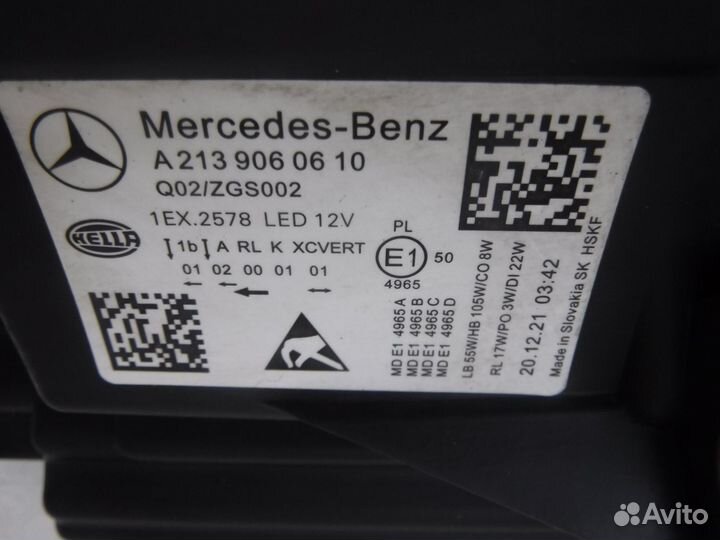 Mercedes-Benz
A 213 906 06 10
Q02/ZGS002
1EX.2578 LED 12V
HELLA
1b A RL K XCVERT
01 02 00 01 01
PL
E1 50
4965
MD E1 4965 A
MD E1 4965 B
MD E1 4965 C
MD E1 4965 D
LB 55W/HB 105W/CO 8W
RL 17W/PO 3W/DI 22W
20.12.21 03:42
Made in Slovakia SK HSKF
Avito